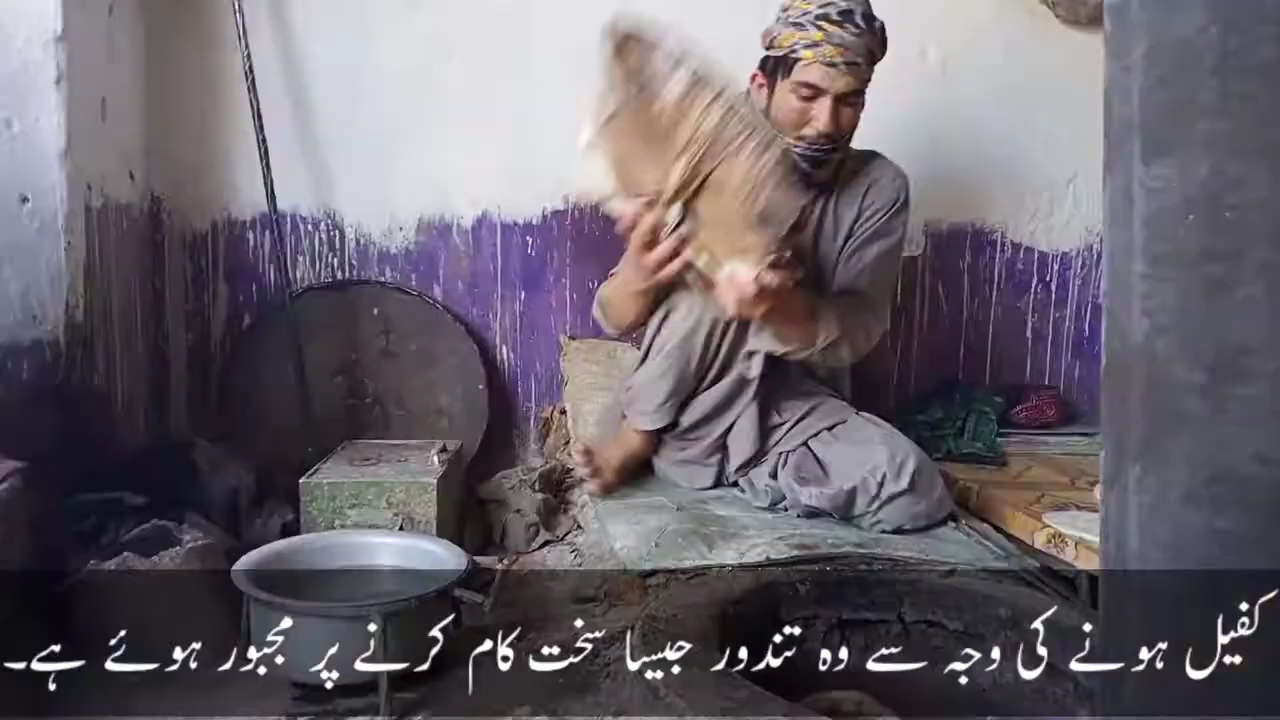 کفیل ہونے کی وجہ سے وہ تندور جیسا سخت کام کرنے پر مجبور ہوئے ہے۔